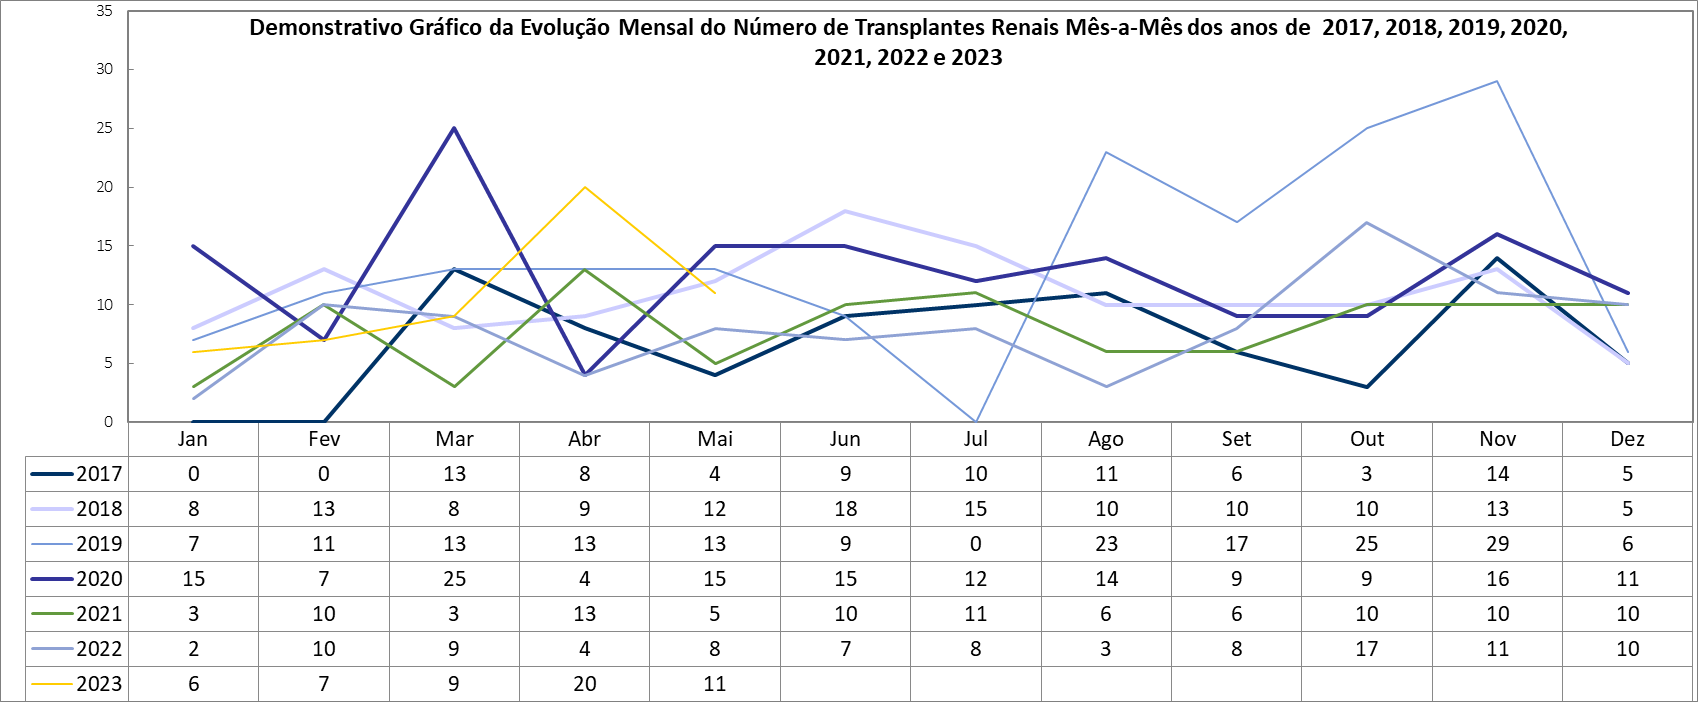 Demonstrativo Gráfico da Evolução Mensal do Número de Transplantes Renais Mês-a-Mês dos anos de 2017, 2018, 2019, 2020,
2021, 2022 e 2023
35
30
25
20
15
10
5
0
Jan Fev Mar Abr Mai Jun Jul Ago Set Out Nov Dez
2017 0 0 13 8 4 9 10 11 6 3 14 5
2018 8 13 8 9 12 18 15 10 10 10 13 5
2019 7 11 13 13 13 9 0 23 17 25 29 6
2020 15 7 25 4 15 15 12 14 9 9 16 11
2021 3 10 3 13 5 10 11 6 6 10 10 10
2022 2 10 9 4 8 7 8 3 8 17 11 10
2023 6 7 9 20 11